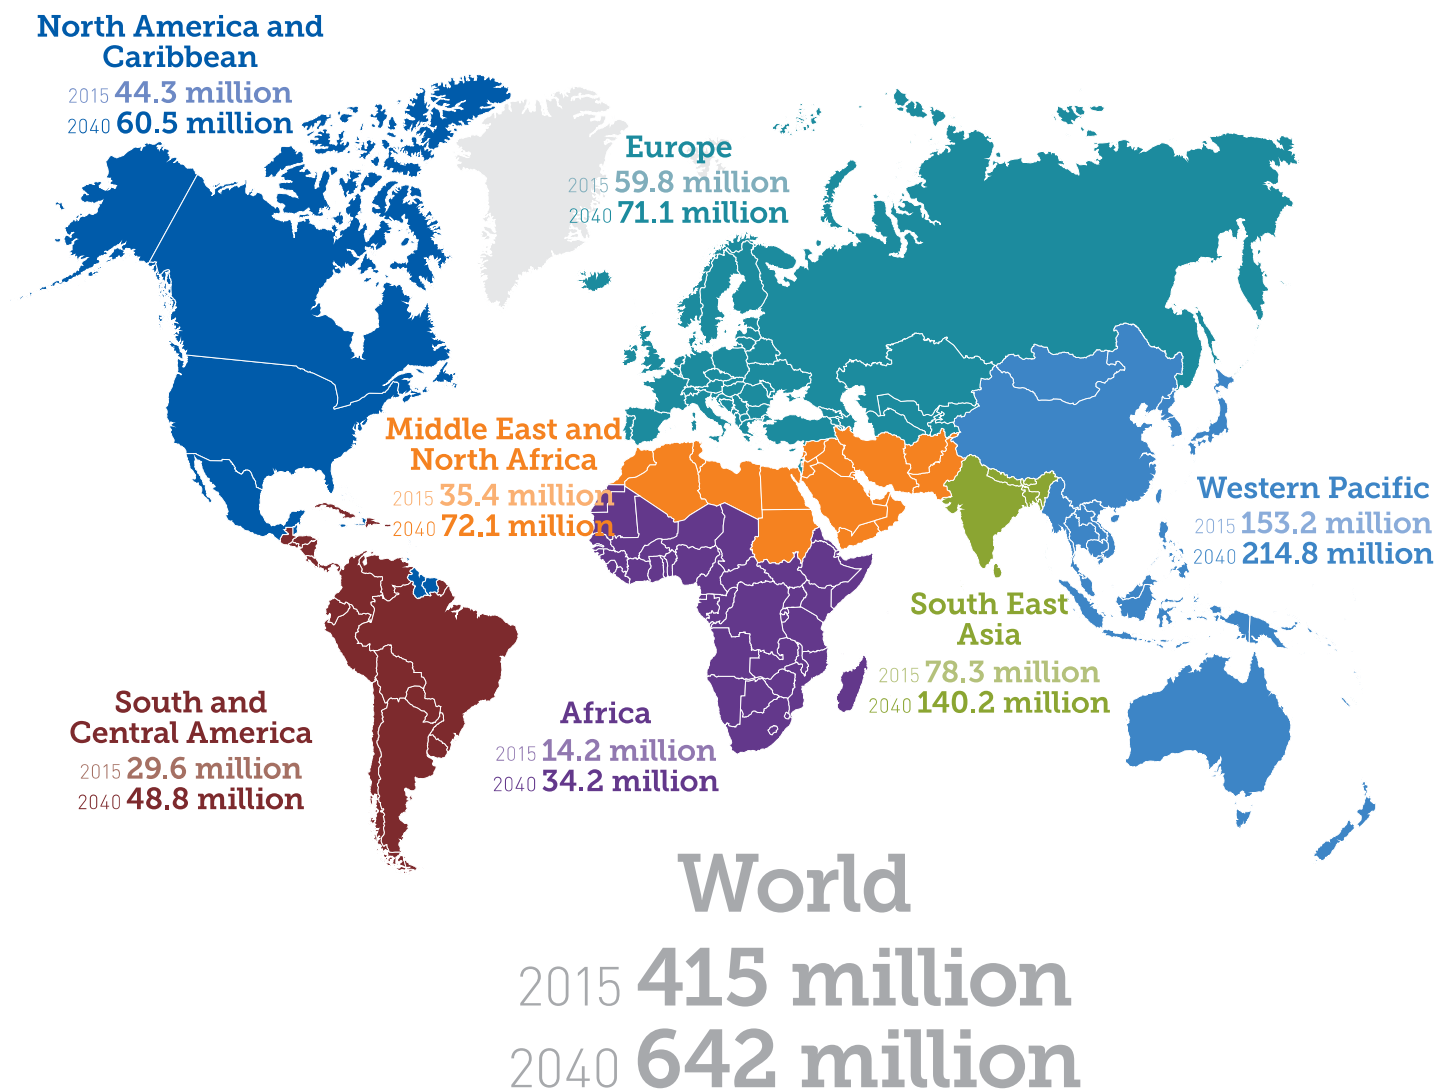 North America and
Caribbean
2015 44.3 million
2040 60.5 million
Europe
2015 59.8 million
2040 71.1 million
Middle East and
North Africa
2015 35.4 million
2040 72.1 million
Western Pacific
2015 153.2 million
2040 214.8 million
South East
Asia
2015 78.3 million
2040 140.2 million
South and
Central America
2015 29.6 million
2040 48.8 million
Africa
2015 14.2 million
2040 34.2 million
World
2015 415 million
2040 642 million